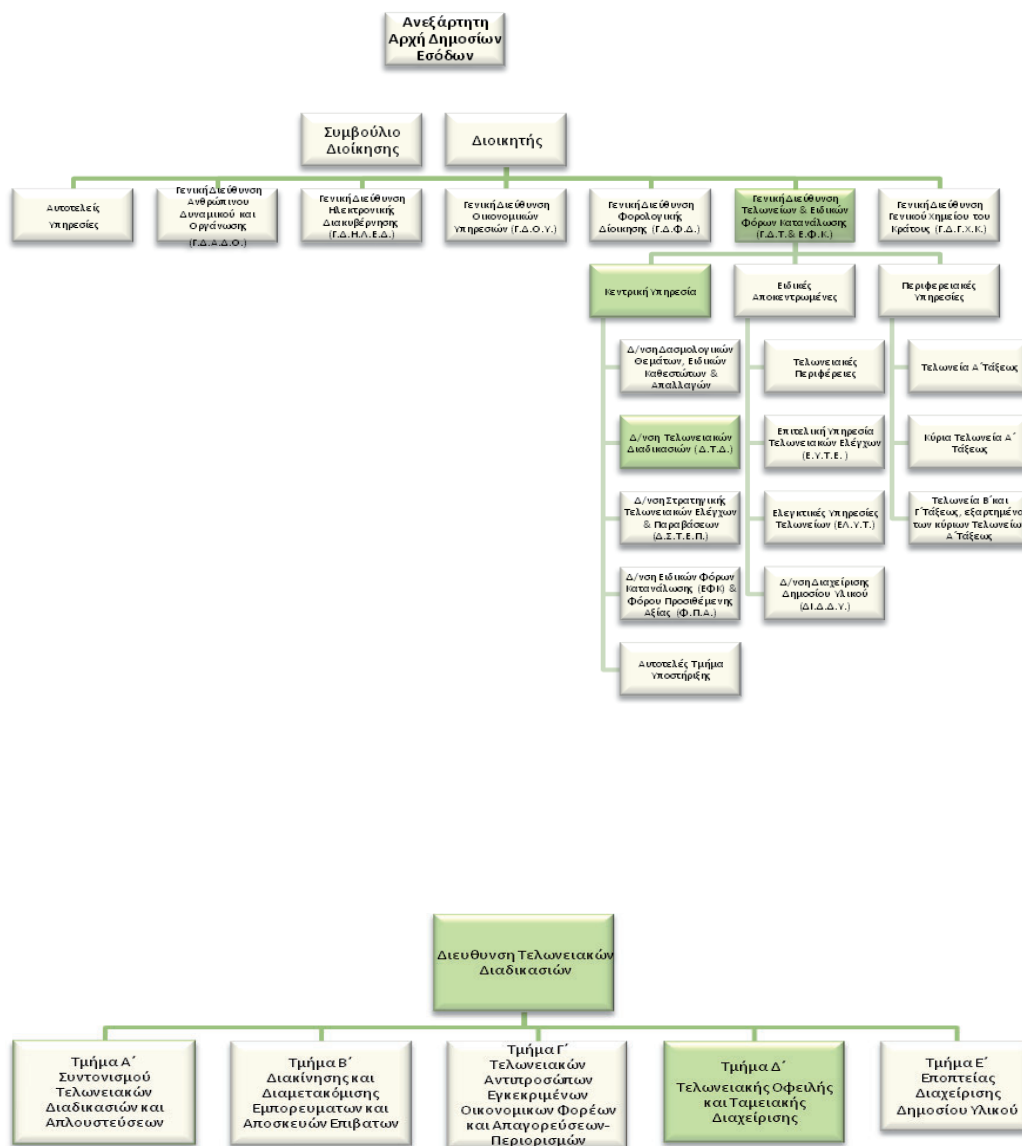 Ανεξάρτητη
Αρχή Δημοσίων
Εσόδων
Συμβούλιο
Διοίκησης
Διοικητής
Αυτοτελείς
Υπηρεσίες
Γενική Διεύθυνση
Ανθρώπινου
Δυναμικού και
Οργάνωσης
(Γ.Δ.Α.Δ.Ο.)
Γενική Διεύθυνση
Ηλεκτρονικής
Διακυβέρνησης
(Γ.Δ.ΗΛ.Ε.Δ.)
Γενική Διεύθυνση
Οικονομικών
Υπηρεσιών (Γ.Δ.Ο.Υ.)
Γενική Διεύθυνση
Φορολογικής
Δίοικησης (Γ.Δ.Φ.Δ.)
Γενική Διεύθυνση
Τελωνείων & Ειδικών
Φόρων Κατανάλωσης
(Γ.Δ.Τ.& Ε.Φ.Κ.)
Γενική Διεύθυνση
Γενικού Χημείου του
Κράτους (Γ.Δ.Γ.Χ.Κ.)
Κεντρική Υπηρεσία
Ειδικές
Αποκεντρωμένες
Περιφερειακές
Υπηρεσίες
Δ/νση Δασμολογικών
Θεμάτων, Ειδικών
Καθεστώτων &
Απαλλαγών
Δ/νση Τελωνειακών
Διαδικασιών (Δ.Τ.Δ.)
Δ/νση Στρατηγικής
Τελωνειακών Ελέγχων
& Παραβάσεων
(Δ.Σ.Τ.Ε.Π.)
Δ/νση Ειδικών Φόρων
Κατανάλωσης (ΕΦΚ) &
Φόρου Προσιθέμενης
Αξίας (Φ.Π.Α.)
Αυτοτελές Τμήμα
Υποστήριξης
Τελωνειακές
Περιφέρειες
Επιτελική Υπηρεσία
Τελωνειακών Ελέγχων
(Ε.Υ.Τ.Ε. )
Ελεγκτικές Υπηρεσίες
Τελωνείων (ΕΛ.Υ.Τ.)
Δ/νση Διαχείρισης
Δημοσίου Υλικού
(ΔΙ.Δ.Δ.Υ.)
Τελωνεία Α΄Τάξεως
Κύρια Τελωνεία Α΄
Τάξεως
Τελωνεία Β΄και
Γ΄Τάξεως, εξαρτημένα
των κύριων Τελωνείων
Α΄Τάξεως
Διευθυνση Τελωνειακών
Διαδικασιών
Τμήμα Α΄
Συντονισμού
Τελωνειακών
Διαδικασιών και
Απλουστεύσεων
Τμήμα Β΄
Διακίνησης και
Διαμετακόμισης
Εμπορευματων και
Αποσκευών Επιβατων
Τμήμα Γ΄
Τελωνειακών
Αντιπροσώπων
Εγκεκριμένων
Οικονομικων Φορέων
και Απαγορεύσεων-
Περιορισμών
Τμήμα Δ΄
Τελωνειακής Οφειλής
και Ταμειακής
Διαχείρισης
Τμήμα Ε΄
Εποπτείας
Διαχείρισης
Δημοσίου Υλικού